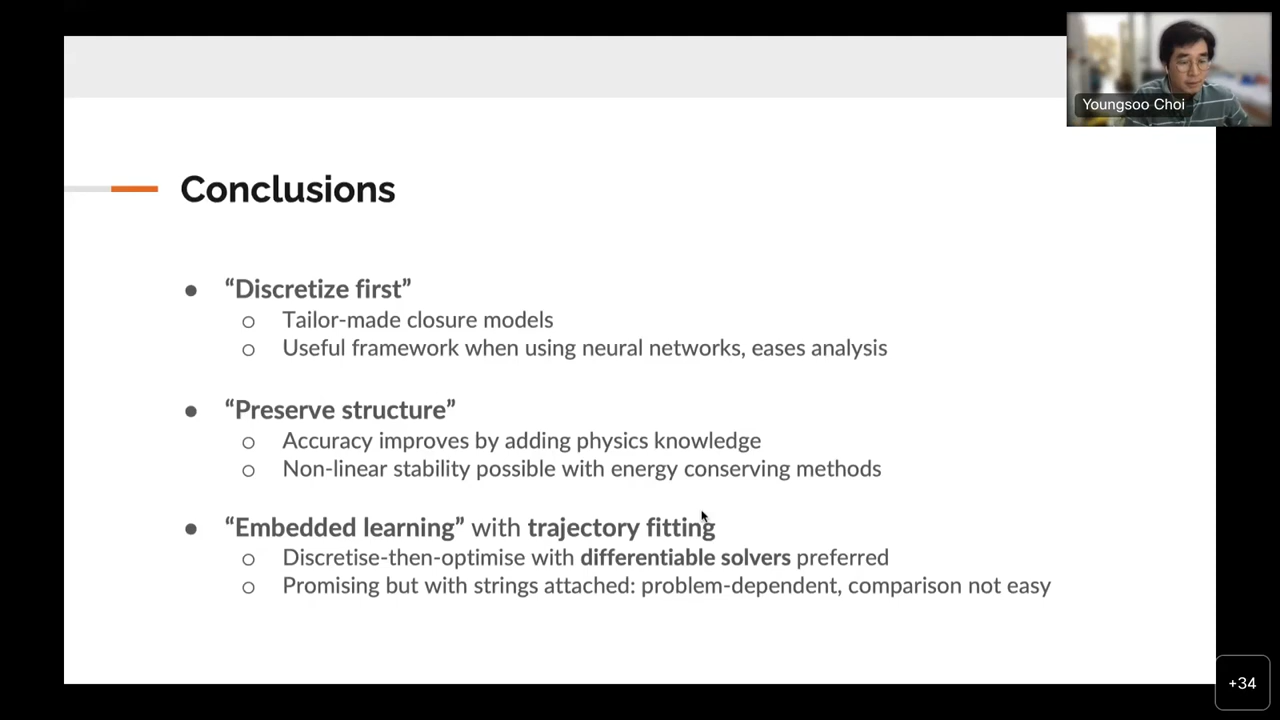 Youngsoo Choi
Conclusions
● “Discretize first”
○ Tailor-made closure models
○ Useful framework when using neural networks, eases analysis
● “Preserve structure”
○ Accuracy improves by adding physics knowledge
○ Non-linear stability possible with energy conserving methods
● “Embedded learning” with trajectory fitting
○ Discretise-then-optimise with differentiable solvers preferred
○ Promising but with strings attached: problem-dependent, comparison not easy
+34